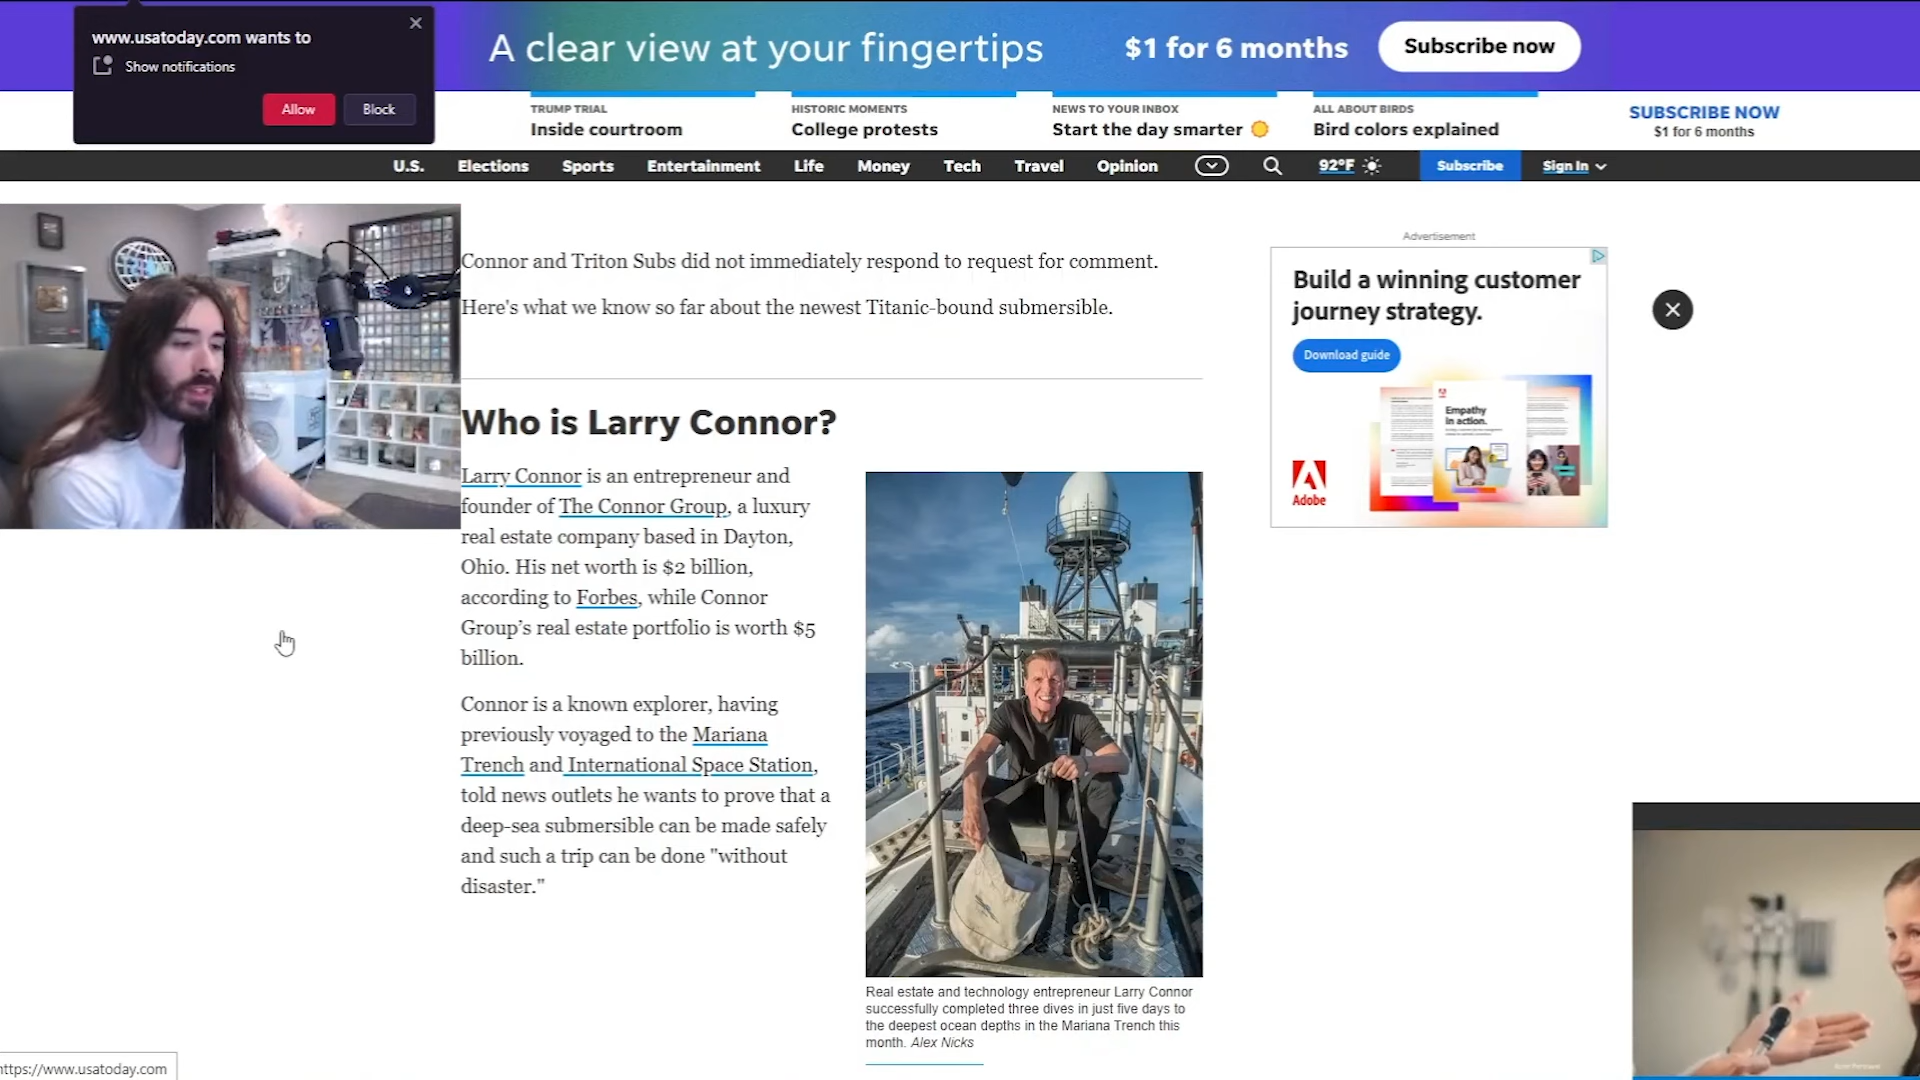 www.usatoday.com wants to
Show notifications
Allow
Block
A clear view at your fingertips
$1 for 6 months
Subscribe now
TRUMP TRIAL
Inside courtroom
HISTORIC MOMENTS
College protests
NEWS TO YOUR INBOX
Start the day smarter
ALL ABOUT BIRDS
Bird colors explained
SUBSCRIBE NOW
$1 for 6 months
U.S. Elections Sports Entertainment Life Money Tech Travel Opinion 92°F Subscribe Sign In
Connor and Triton Subs did not immediately respond to request for comment.
Here's what we know so far about the newest Titanic-bound submersible.
Who is Larry Connor?
Larry Connor is an entrepreneur and
founder of The Connor Group, a luxury
real estate company based in Dayton,
Ohio. His net worth is $2 billion,
according to Forbes, while Connor
Group’s real estate portfolio is worth $5
billion.
Connor is a known explorer, having
previously voyaged to the Mariana
Trench and International Space Station,
told news outlets he wants to prove that a
deep-sea submersible can be made safely
and such a trip can be done "without
disaster."
Real estate and technology entrepreneur Larry Connor
successfully completed three dives in just five days to
the deepest ocean depths in the Mariana Trench this
month. Alex Nicks
Advertisement
Build a winning customer
journey strategy.
Download guide
Empathy
in action.
Adobe
https://www.usatoday.com